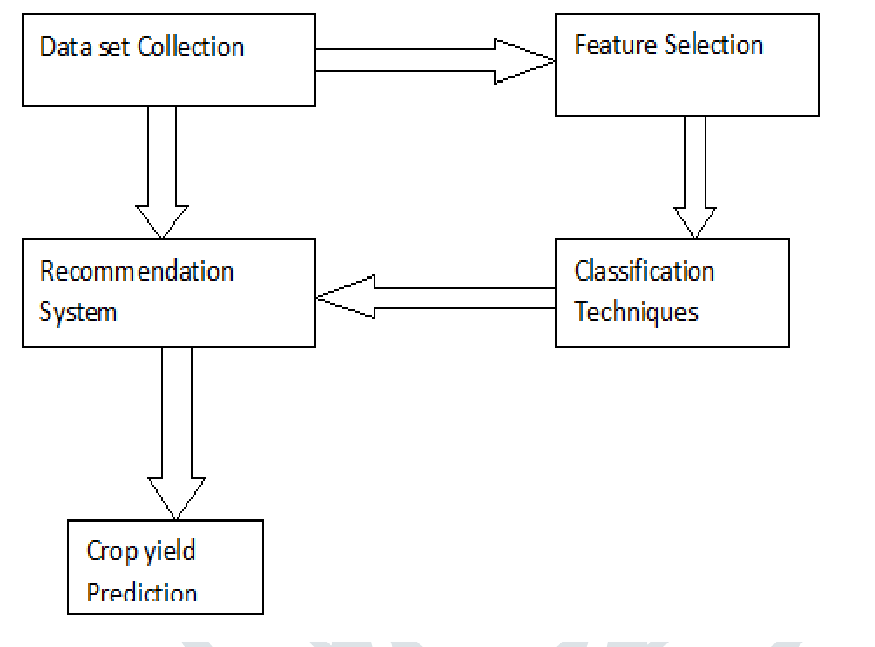 Data set Collection
Feature Selection
Recommendation
System
Classification
Techniques
Crop yield
Prediction